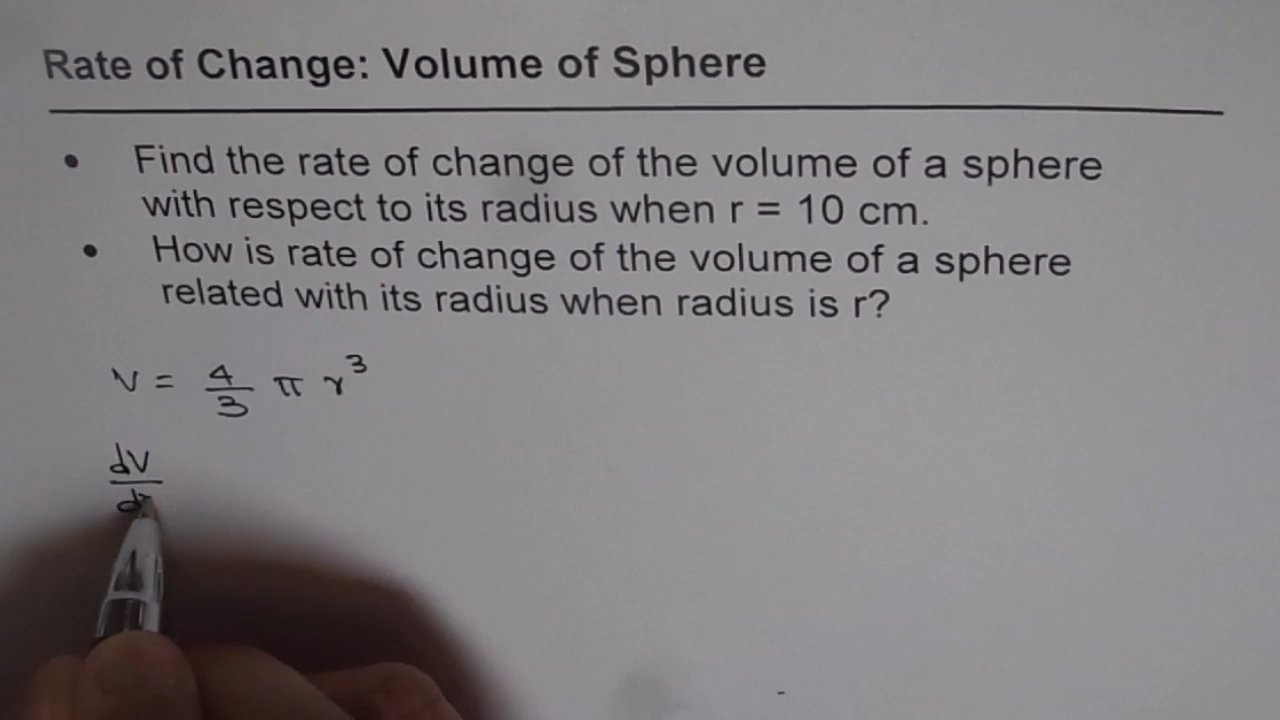 Rate of Change: Volume of Sphere
• Find the rate of change of the volume of a sphere
with respect to its radius when r = 10 cm.
• How is rate of change of the volume of a sphere
related with its radius when radius is r?
V = 4/3 π r³
dV/dr